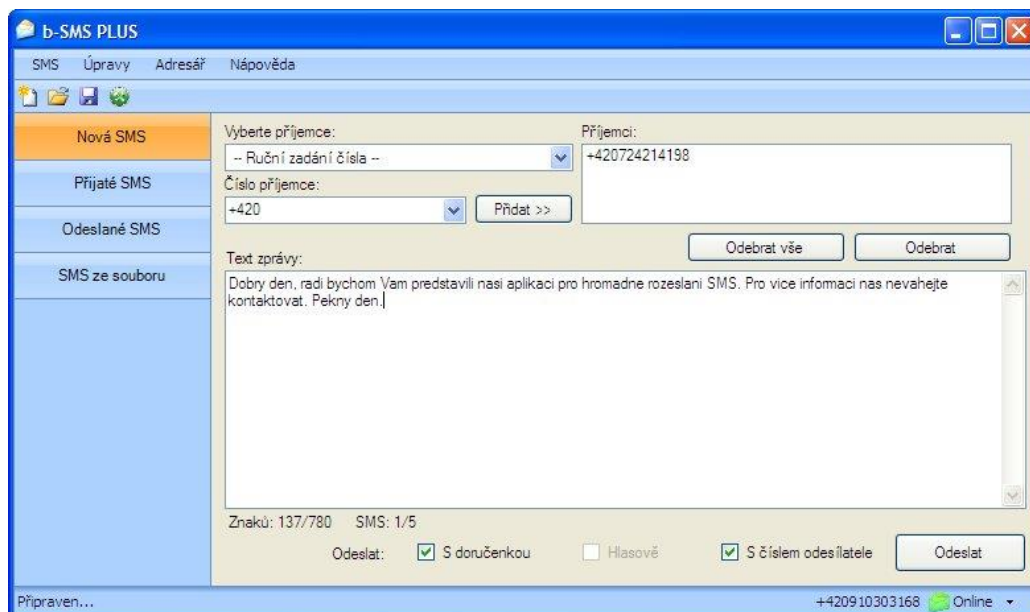 b-SMS PLUS
SMS Úpravy Adresář Nápověda
Nová SMS
Přijaté SMS
Odeslané SMS
SMS ze souboru
Vyberte příjemce:
-- Ruční zadání čísla --
Číslo příjemce:
+420
Přidat >>
Příjemci:
+420724214198
Odebrat vše
Odebrat
Text zprávy:
Dobry den, radi bychom Vam predstavili nasi aplikaci pro hromadne rozeslani SMS. Pro vice informaci nas nevahejte
kontaktovat. Pekny den.
Znaků: 137/780 SMS: 1/5
Odeslat: S doručenkou Hlasově S číslem odesílatele Odeslat
Připraven... +420910303168 Online